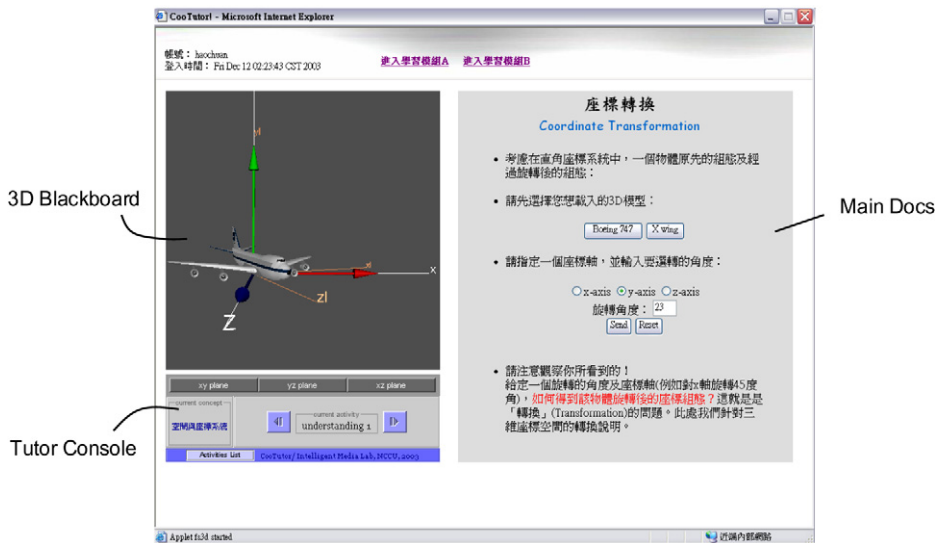 CooTutor! - Microsoft Internet Explorer
帳號： haochuan
登入時間： Fri Dec 12 02:23:43 CST 2003
進入學習模組A 進入學習模組B
座標轉換
Coordinate Transformation
• 考慮在直角座標系統中，一個物體原先的組態及經
過旋轉後的組態：
• 請先選擇您想載入的3D模型：
Boeing 747 X wing
• 請指定一個座標軸，並輸入要選轉的角度：
x-axis y-axis z-axis
旋轉角度： 23
Send Reset
• 請注意觀察你所看到的！
給定一個旋轉的角度及座標軸(例如對x軸旋轉45度
角)，如何得到該物體旋轉後的座標組態？這就是是
「轉換」(Transformation)的問題。此處我們針對三
維座標空間的轉換說明。
3D Blackboard
Main Docs
Tutor Console
yl
xl
X
zl
Z
xy plane yz plane xz plane
current concept
空間與座標系統
current activity
understanding 1
Activities List
CooTutor/ Intelligent Media Lab, NCCU, 2003
Applet fs3d started
近端內部網路